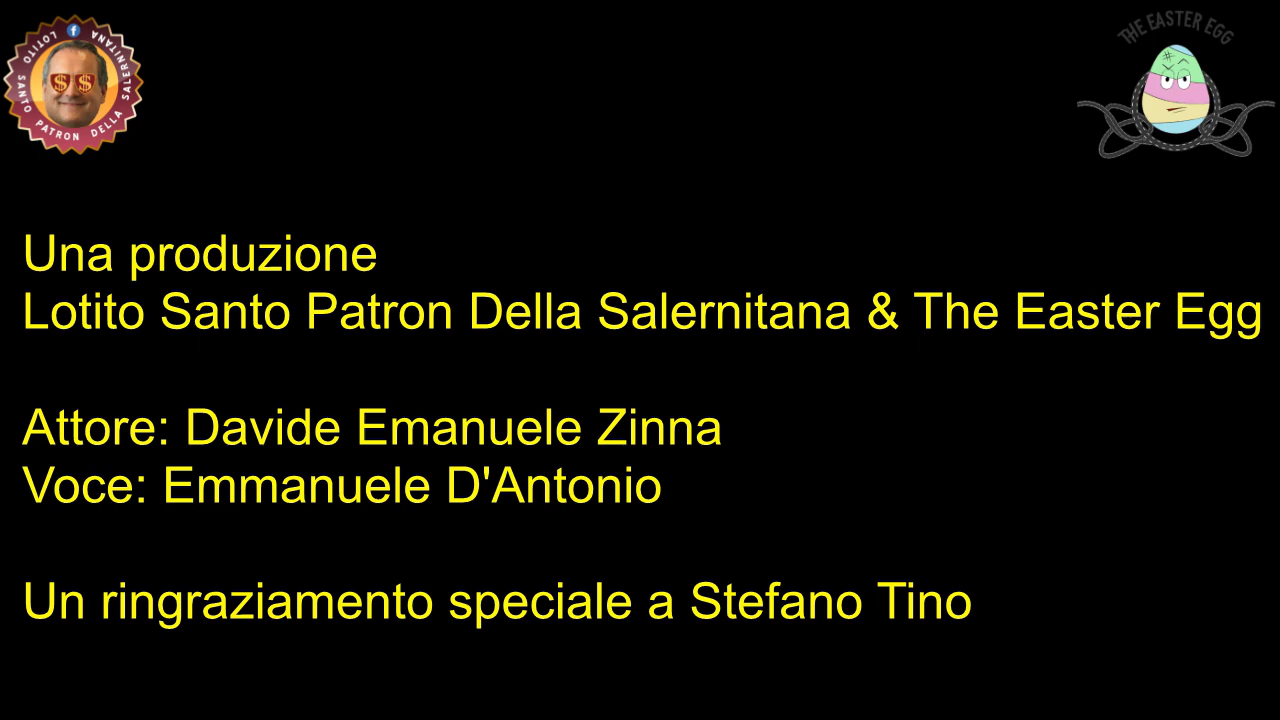 LOTITO SANTO PATRON DELLA SALERNITANA
THE EASTER EGG
Una produzione
Lotito Santo Patron Della Salernitana & The Easter Egg
Attore: Davide Emanuele Zinna
Voce: Emmanuele D'Antonio
Un ringraziamento speciale a Stefano Tino